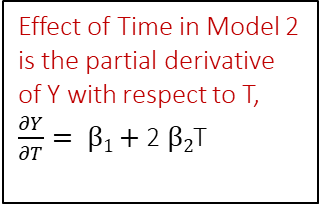 Effect of Time in Model 2
is the partial derivative
of Y with respect to T,
∂Y/∂T = β₁ + 2 β₂T